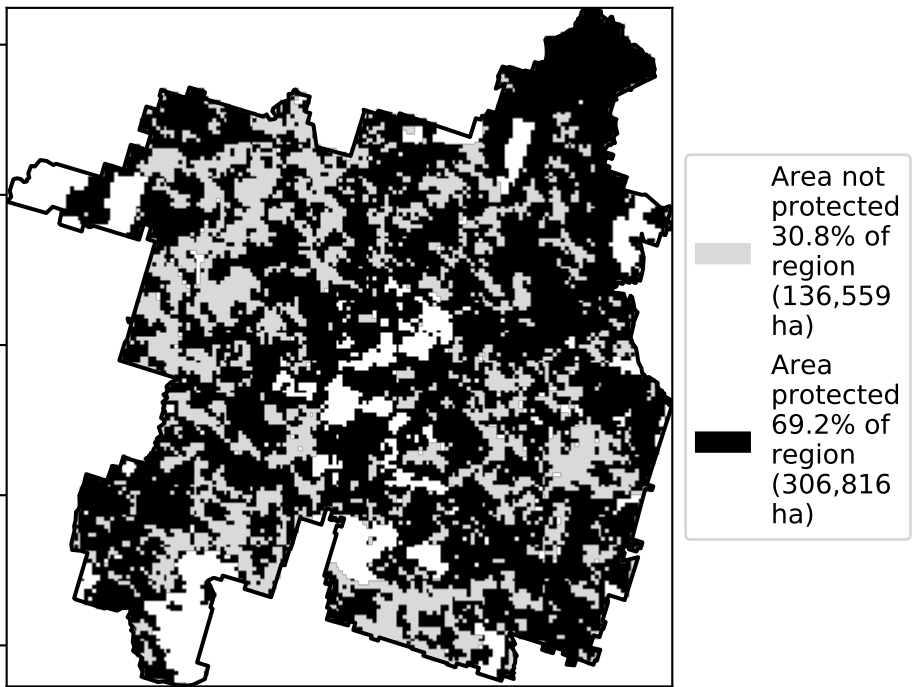 Area not
protected
30.8% of
region
(136,559
ha)
Area
protected
69.2% of
region
(306,816
ha)